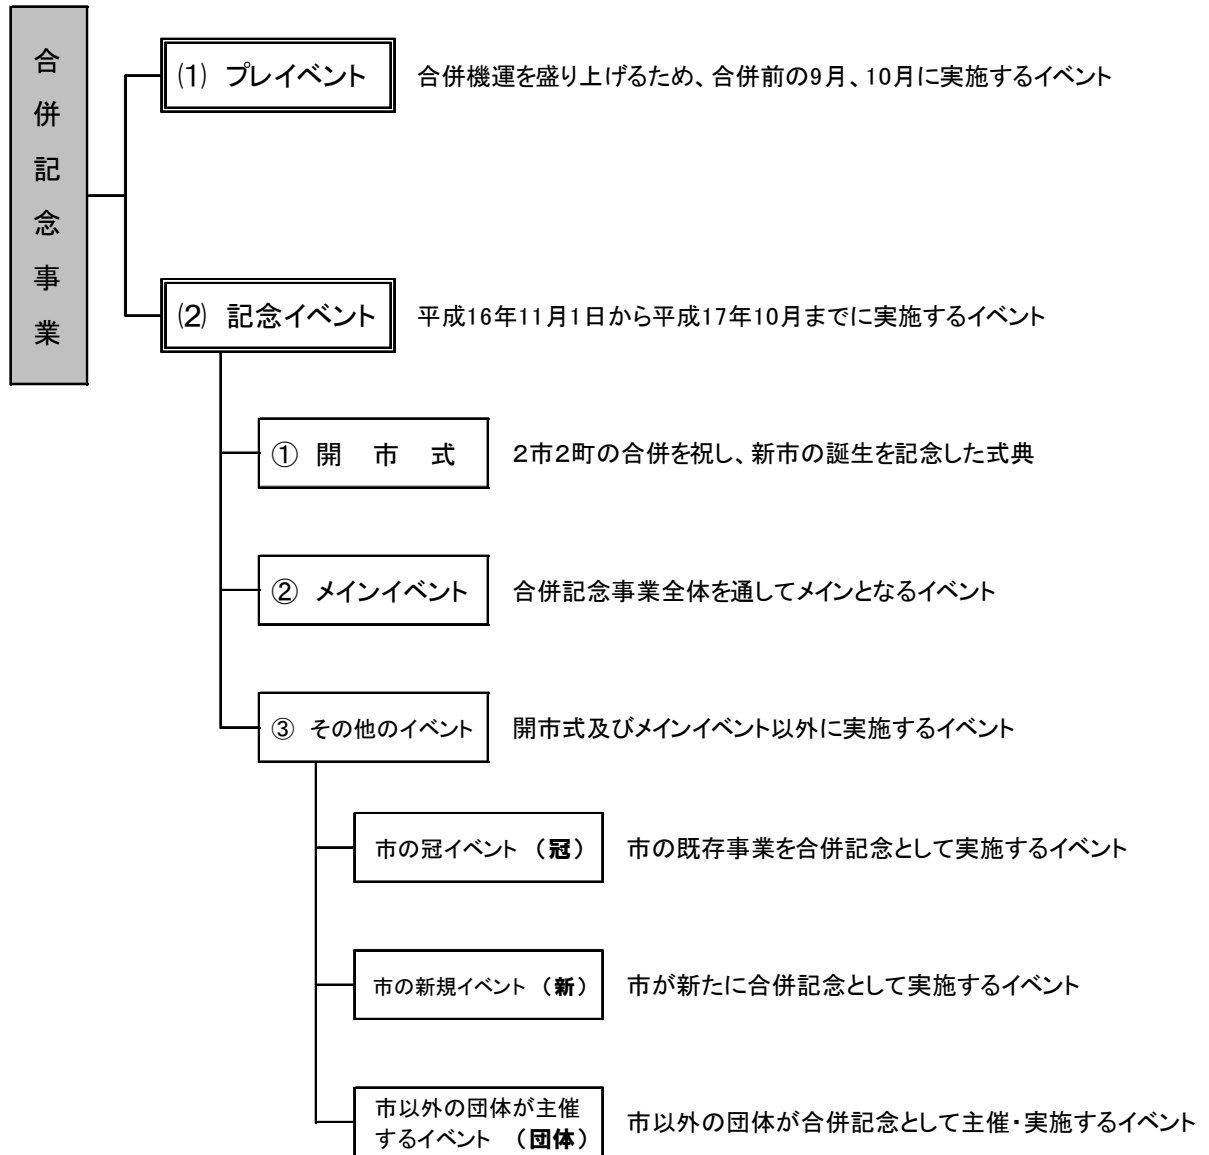 合併記念事業
⑴ プレイベント
合併機運を盛り上げるため、合併前の9月、10月に実施するイベント
⑵ 記念イベント
平成16年11月1日から平成17年10月までに実施するイベント
① 開 市 式
2市2町の合併を祝し、新市の誕生を記念した式典
② メインイベント
合併記念事業全体を通してメインとなるイベント
③ その他のイベント
開市式及びメインイベント以外に実施するイベント
市の冠イベント （冠）
市の既存事業を合併記念として実施するイベント
市の新規イベント （新）
市が新たに合併記念として実施するイベント
市以外の団体が主催
するイベント （団体）
市以外の団体が合併記念として主催・実施するイベント